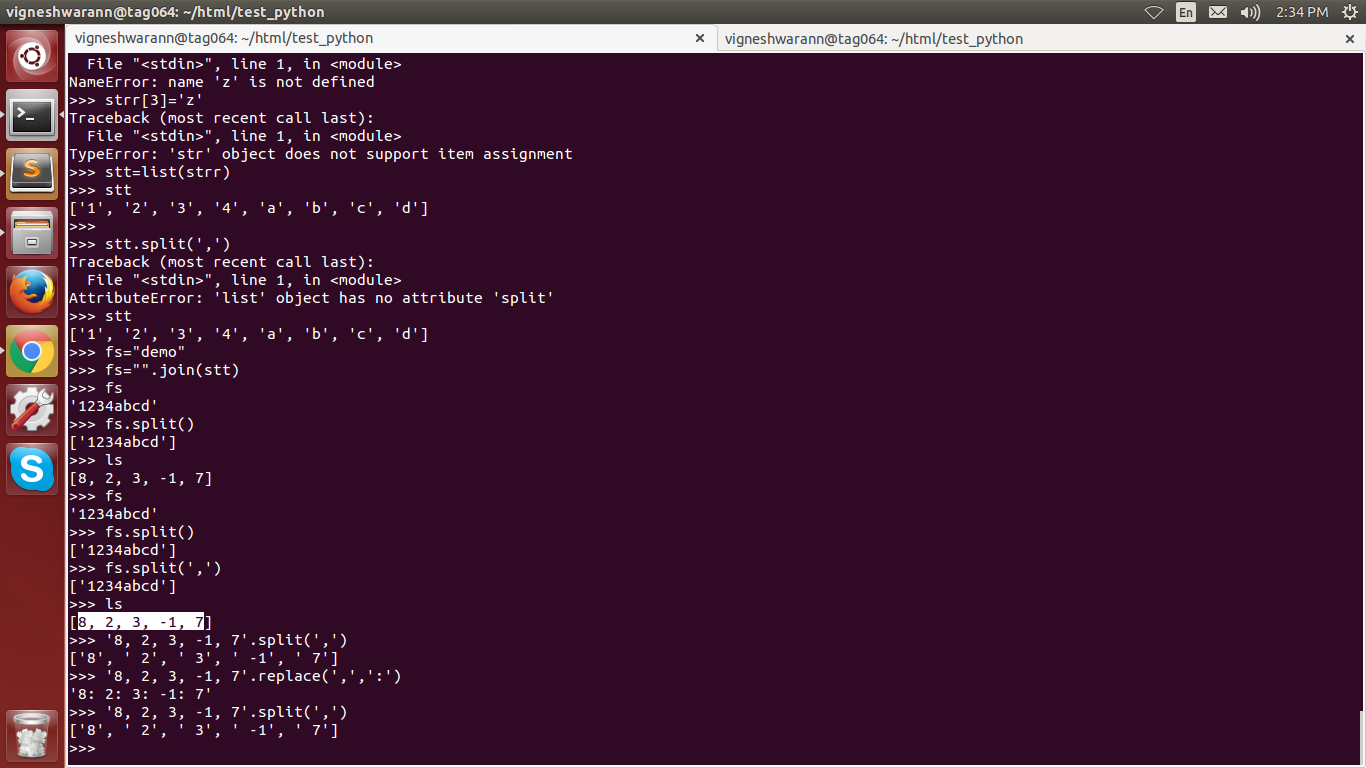 vigneshwarann@tag064: ~/html/test_python
En
2:34 PM
vigneshwarann@tag064: ~/html/test_python ×
vigneshwarann@tag064: ~/html/test_python ×
  File "<stdin>", line 1, in <module>
NameError: name 'z' is not defined
>>> strr[3]='z'
Traceback (most recent call last):
  File "<stdin>", line 1, in <module>
TypeError: 'str' object does not support item assignment
>>> stt=list(strr)
>>> stt
['1', '2', '3', '4', 'a', 'b', 'c', 'd']
>>>
>>> stt.split(',')
Traceback (most recent call last):
  File "<stdin>", line 1, in <module>
AttributeError: 'list' object has no attribute 'split'
>>> stt
['1', '2', '3', '4', 'a', 'b', 'c', 'd']
>>> fs="demo"
>>> fs="".join(stt)
>>> fs
'1234abcd'
>>> fs.split()
['1234abcd']
>>> ls
[8, 2, 3, -1, 7]
>>> fs
'1234abcd'
>>> fs.split()
['1234abcd']
>>> fs.split(',')
['1234abcd']
>>> ls
[8, 2, 3, -1, 7]
>>> '8, 2, 3, -1, 7'.split(',')
['8', ' 2', ' 3', ' -1', ' 7']
>>> '8, 2, 3, -1, 7'.replace(',',':')
'8: 2: 3: -1: 7'
>>> '8, 2, 3, -1, 7'.split(',')
['8', ' 2', ' 3', ' -1', ' 7']
>>>